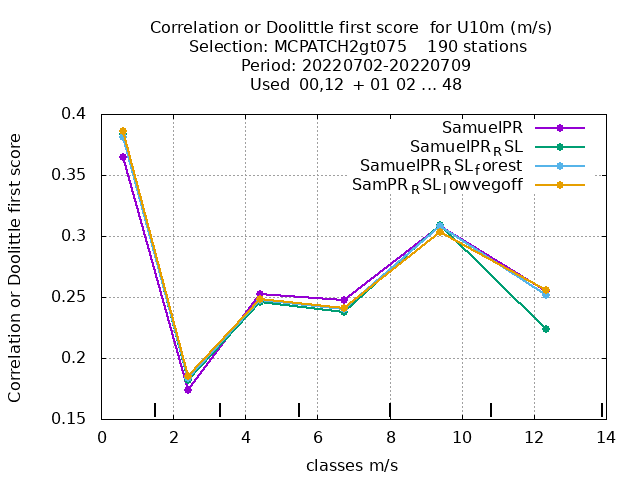 Correlation or Doolittle first score  for U10m (m/s)
Selection: MCPATCH2gt075    190 stations
Period: 20220702-20220709
Used  00,12  + 01 02 ... 48
SamuelPR
SamuelPR_RSL
SamuelPR_RSL_forest
SamPR_RSL_lowvegoff
Correlation or Doolittle first score
0.4
0.35
0.3
0.25
0.2
0.15
0 2 4 6 8 10 12 14
classes m/s